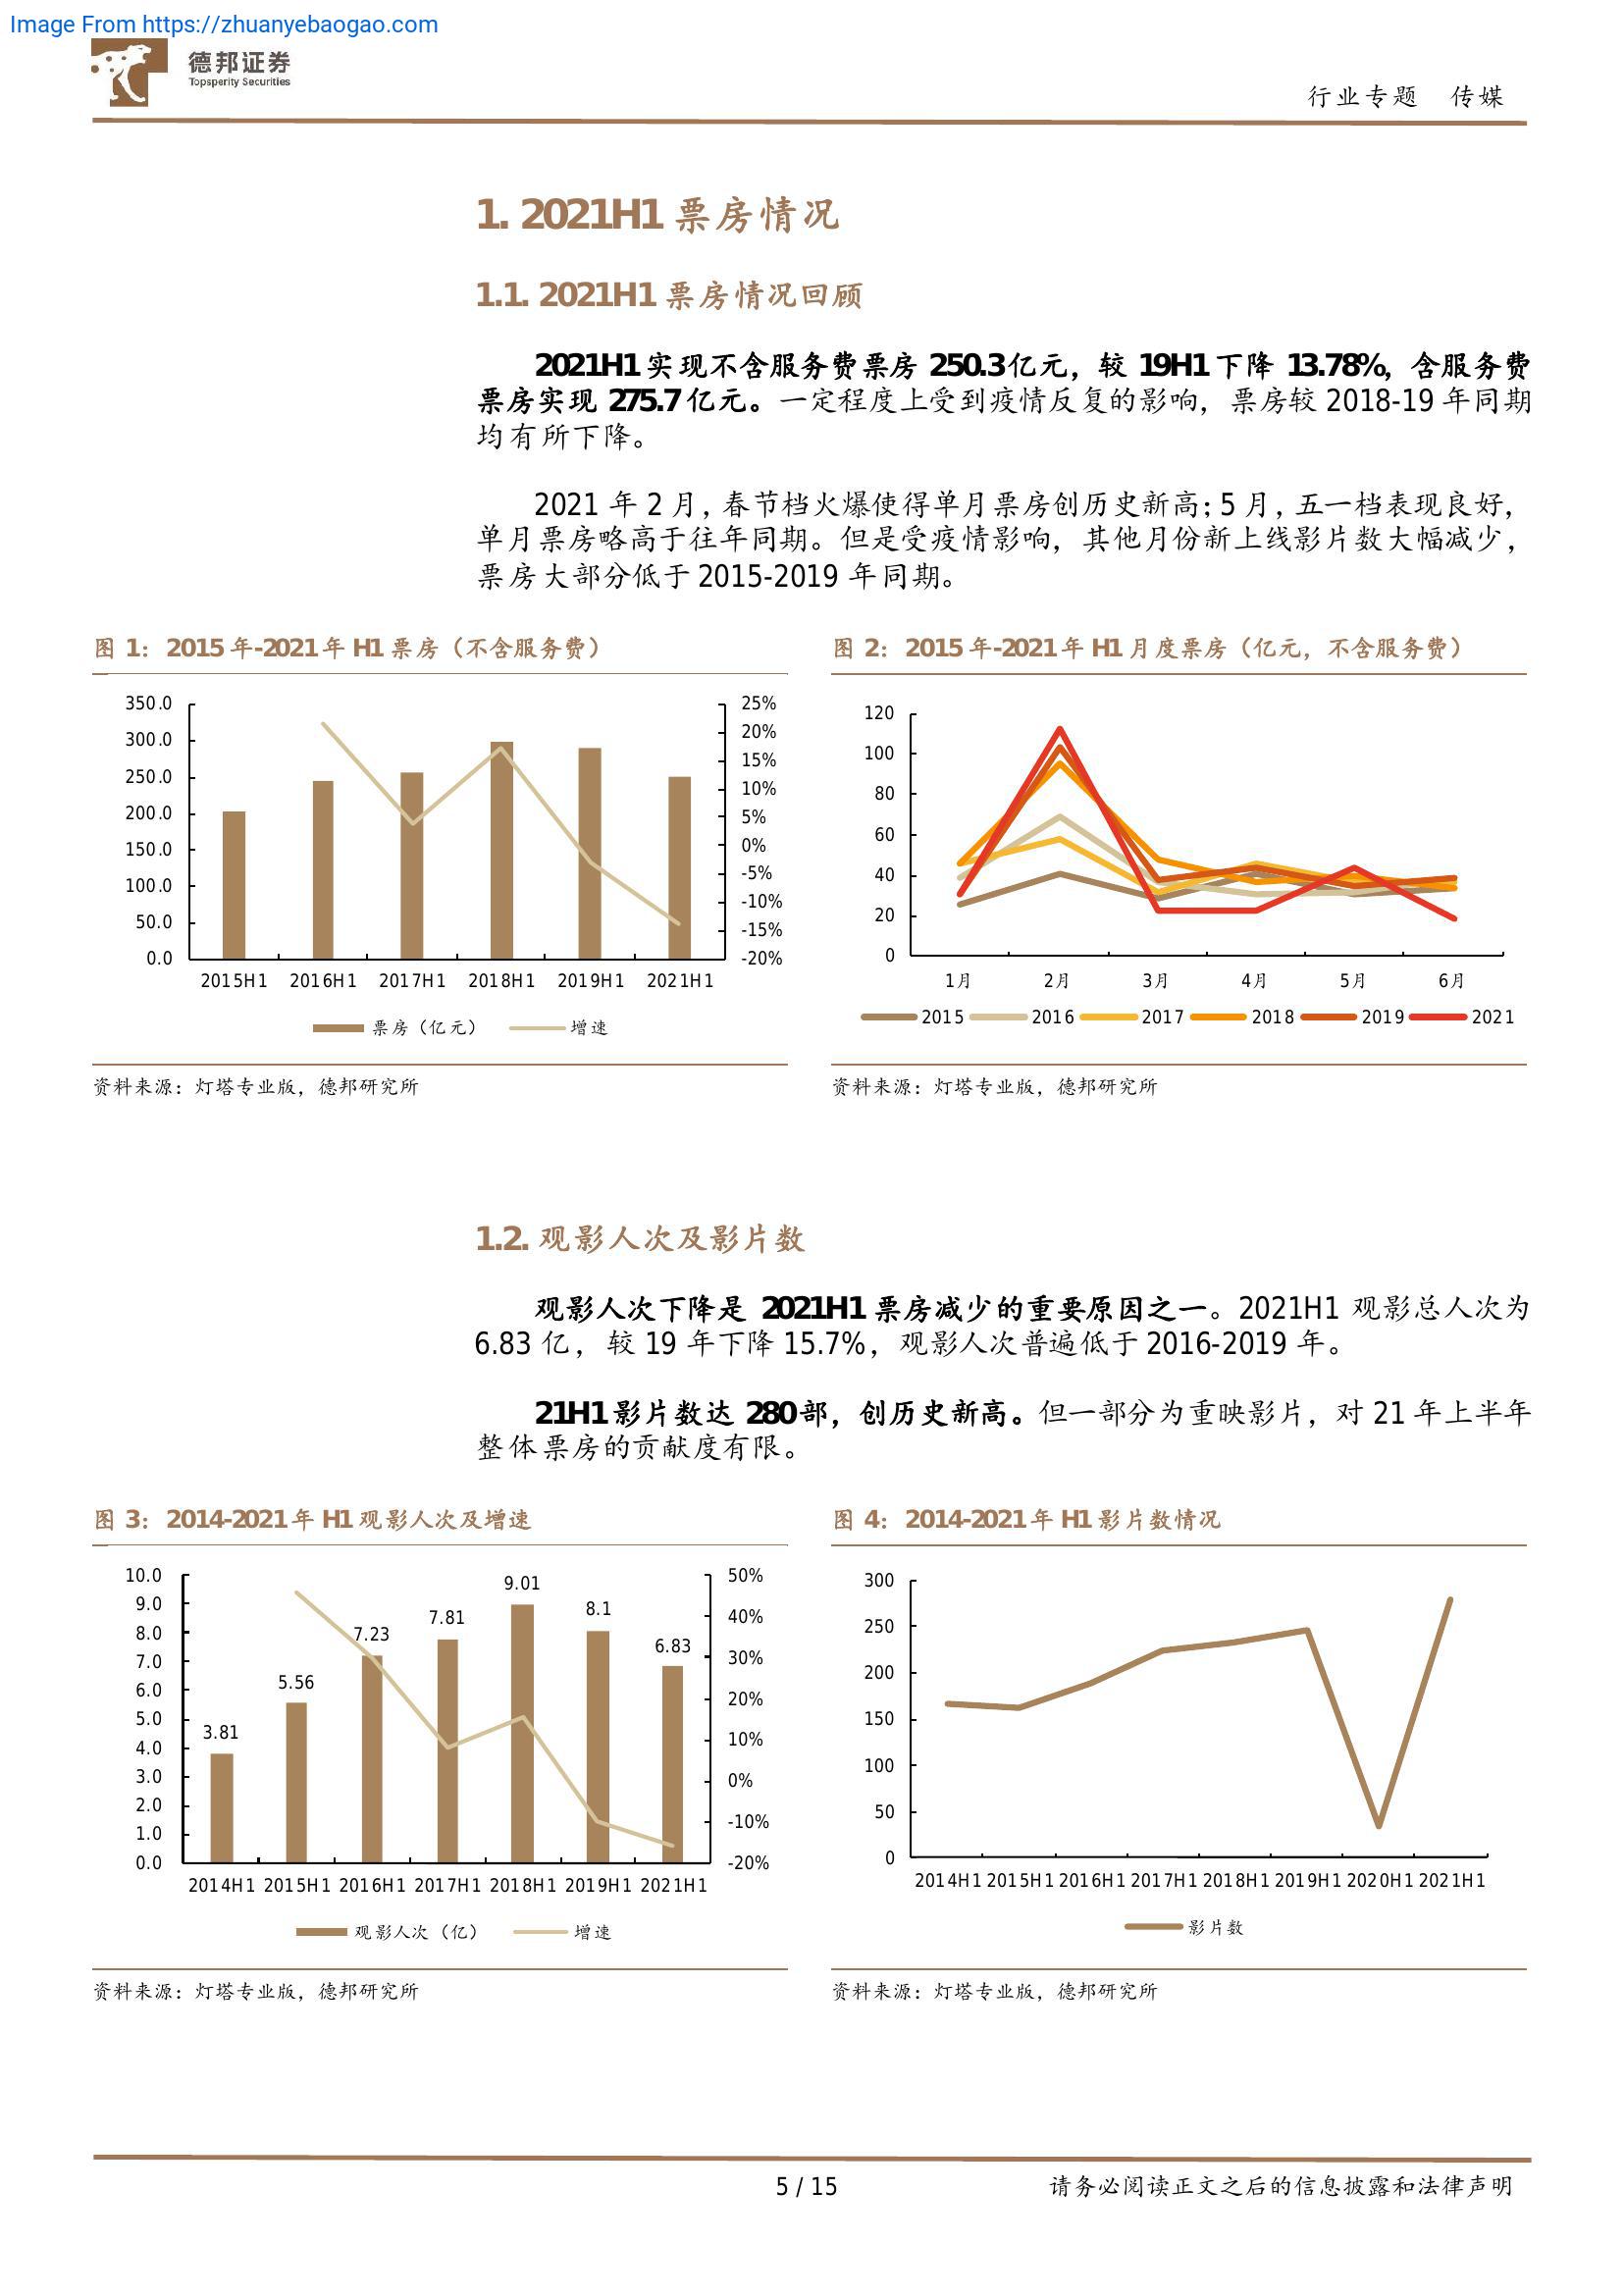 Image From https://zhuanyebaogao.com
德邦证券
Topsperity Securities
行业专题 传媒
1. 2021H1 票房情况
1.1. 2021H1 票房情况回顾
2021H1 实现不含服务费票房 250.3 亿元，较 19H1 下降 13.78%，含服务费
票房实现 275.7 亿元。一定程度上受到疫情反复的影响，票房较 2018-19 年同期
均有所下降。
2021 年 2 月，春节档火爆使得单月票房创历史新高；5 月，五一档表现良好，
单月票房略高于往年同期。但是受疫情影响，其他月份新上线影片数大幅减少，
票房大部分低于 2015-2019 年同期。
图 1：2015 年-2021 年 H1 票房（不含服务费）
350.0
300.0
250.0
200.0
150.0
100.0
50.0
0.0
25%
20%
15%
10%
5%
0%
-5%
-10%
-15%
-20%
2015H1 2016H1 2017H1 2018H1 2019H1 2021H1
票房（亿元） 增速
资料来源：灯塔专业版，德邦研究所
图 2：2015 年-2021 年 H1 月度票房（亿元，不含服务费）
120
100
80
60
40
20
0
1月 2月 3月 4月 5月 6月
2015 2016 2017 2018 2019 2021
资料来源：灯塔专业版，德邦研究所
1.2. 观影人次及影片数
观影人次下降是 2021H1 票房减少的重要原因之一。2021H1 观影总人次为
6.83 亿，较 19 年下降 15.7%，观影人次普遍低于 2016-2019 年。
21H1 影片数达 280 部，创历史新高。但一部分为重映影片，对 21 年上半年
整体票房的贡献度有限。
图 3：2014-2021 年 H1 观影人次及增速
10.0
9.0
8.0
7.0
6.0
5.0
4.0
3.0
2.0
1.0
0.0
3.81
5.56
7.23
7.81
9.01
8.1
6.83
50%
40%
30%
20%
10%
0%
-10%
-20%
2014H1 2015H1 2016H1 2017H1 2018H1 2019H1 2021H1
观影人次（亿） 增速
资料来源：灯塔专业版，德邦研究所
图 4：2014-2021 年 H1 影片数情况
300
250
200
150
100
50
0
2014H1 2015H1 2016H1 2017H1 2018H1 2019H1 2020H1 2021H1
影片数
资料来源：灯塔专业版，德邦研究所
5 / 15
请务必阅读正文之后的信息披露和法律声明